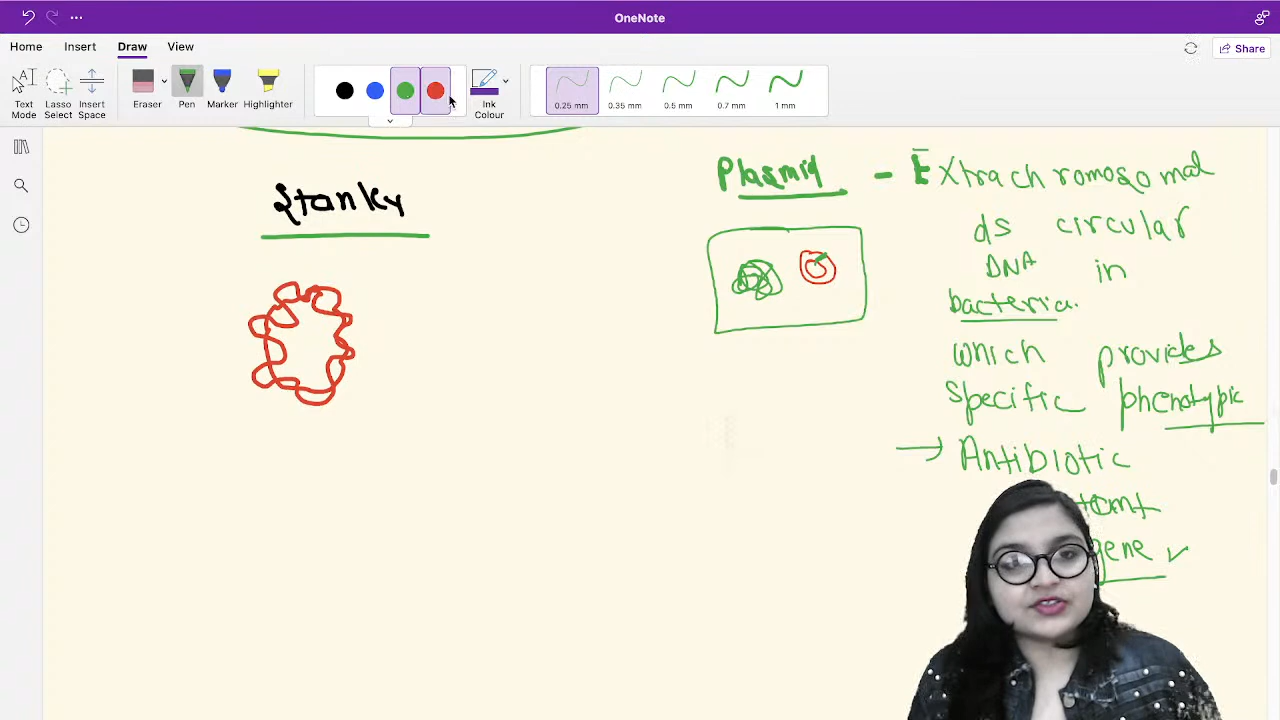 OneNote
Home Insert Draw View
Share
Text Mode
Lasso Select
Insert Space
Eraser
Pen
Marker
Highlighter
Ink Colour
0.25 mm
0.35 mm
0.5 mm
0.7 mm
1 mm
Stanky
Plasmid - Extrachromosomal
ds circular
DNA in
bacteria.
which provides
specific phenotypic
→ Antibiotic
gene ✓